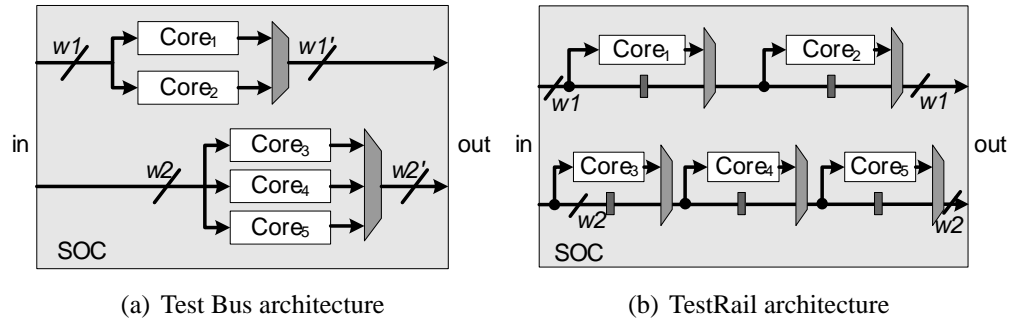 w1
Core₁
Core₂
w1'
in
w2
Core₃
Core₄
Core₅
w2'
out
SOC
(a) Test Bus architecture
w1
Core₁
Core₂
w1
in
w2
Core₃
Core₄
Core₅
w2
out
SOC
(b) TestRail architecture